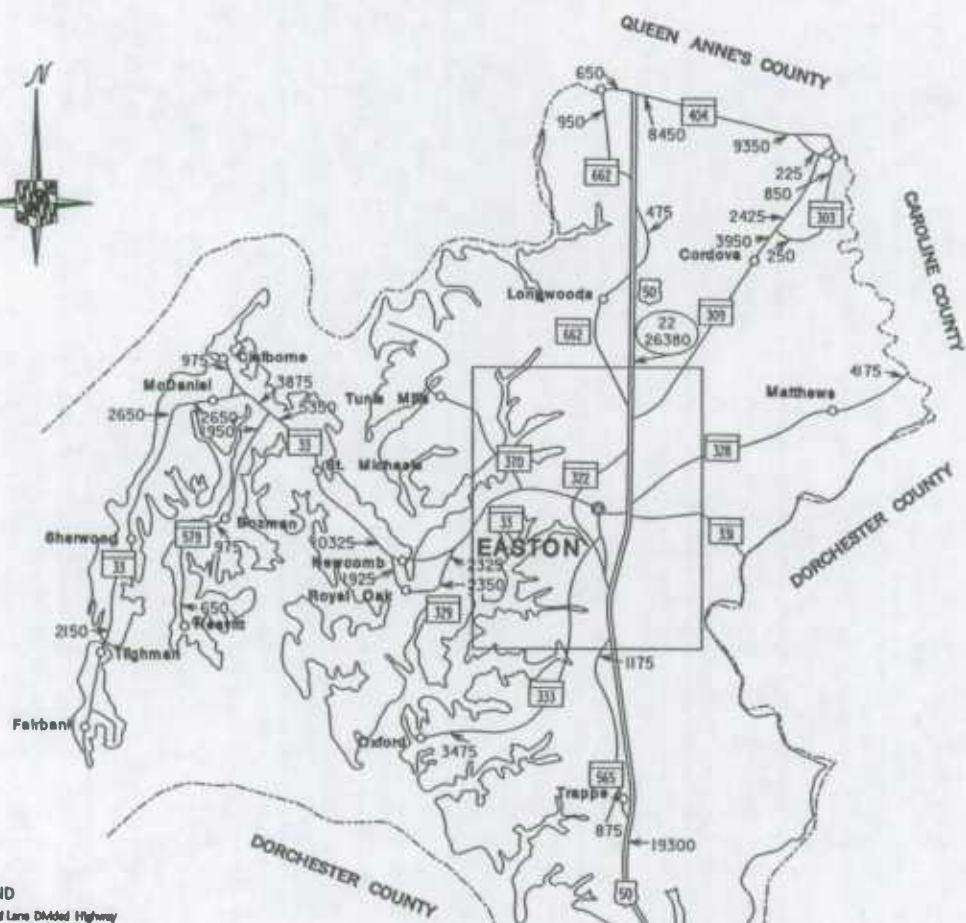 QUEEN ANNE'S COUNTY
N
650
950
8450
404
9350
225
850
662
303
2425
475
3950
250
Cordova
CAROLINE COUNTY
Longwoods
50
309
22
26380
662
975
Claiborne
McDaniel
3875
Tunis Mills
5350
2650
2650
1950
Matthews
4175
33
St. Michaels
370
322
328
Sherwood
579
Bozman
975
10325
33
EASTON
331
DORCHESTER COUNTY
33
Newcomb
2325
1925
2350
Royal Oak
329
650
Neavitt
2150
Tilghman
1175
333
Fairbank
Oxford
3475
565
Trappe
875
19300
DORCHESTER COUNTY
50
Lane Divided Highway